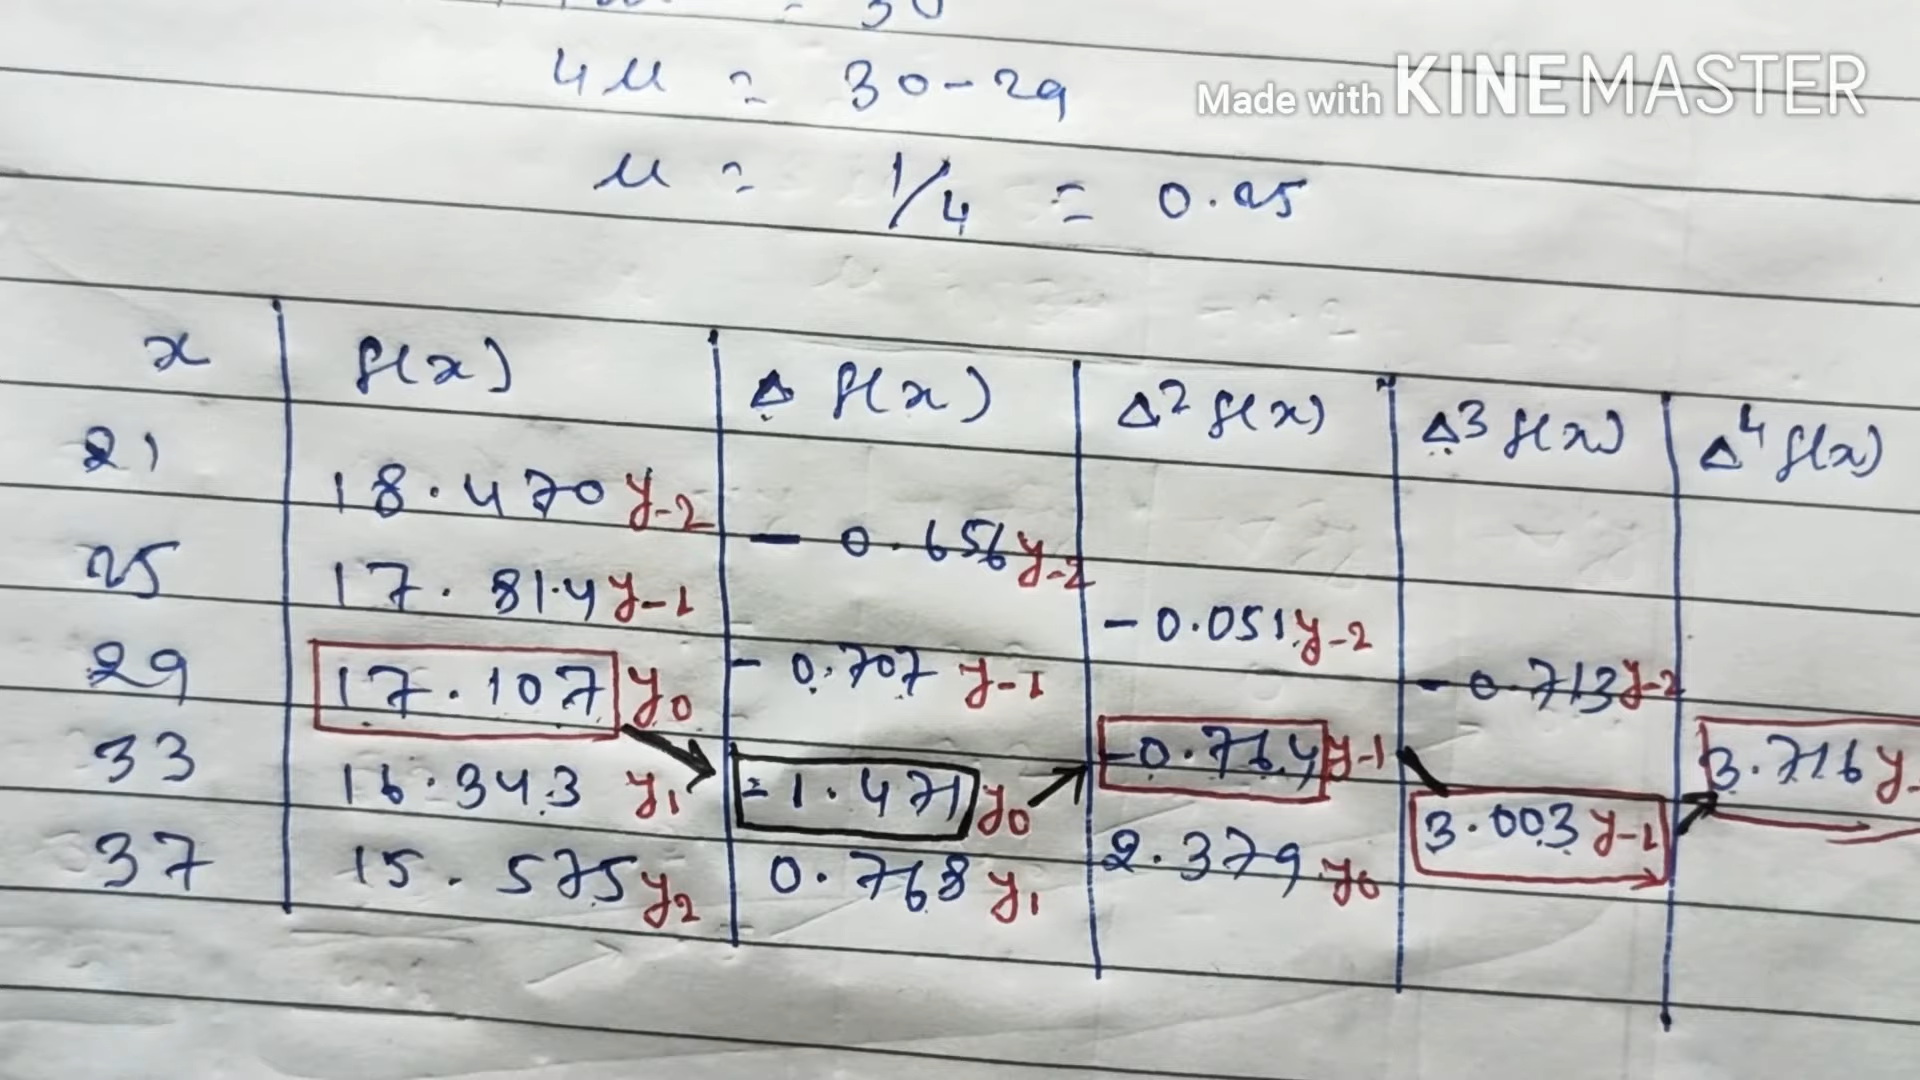 4μ = 30-29
Made with KINEMASTER
μ = 1/4 = 0.25
x f(x) Δ f(x) Δ² f(x) Δ³ f(x) Δ⁴ f(x)
21 18.470 y-2
- 0.656 y-2
25 17.814 y-1 - 0.051 y-2
29 17.107 y0 - 0.707 y-1 - 0.713 y-2
33 16.343 y1 -1.471 y0 -0.764 y-1 3.003 y-1 3.716 y-
37 15.575 y2 0.768 y1 2.379 y0